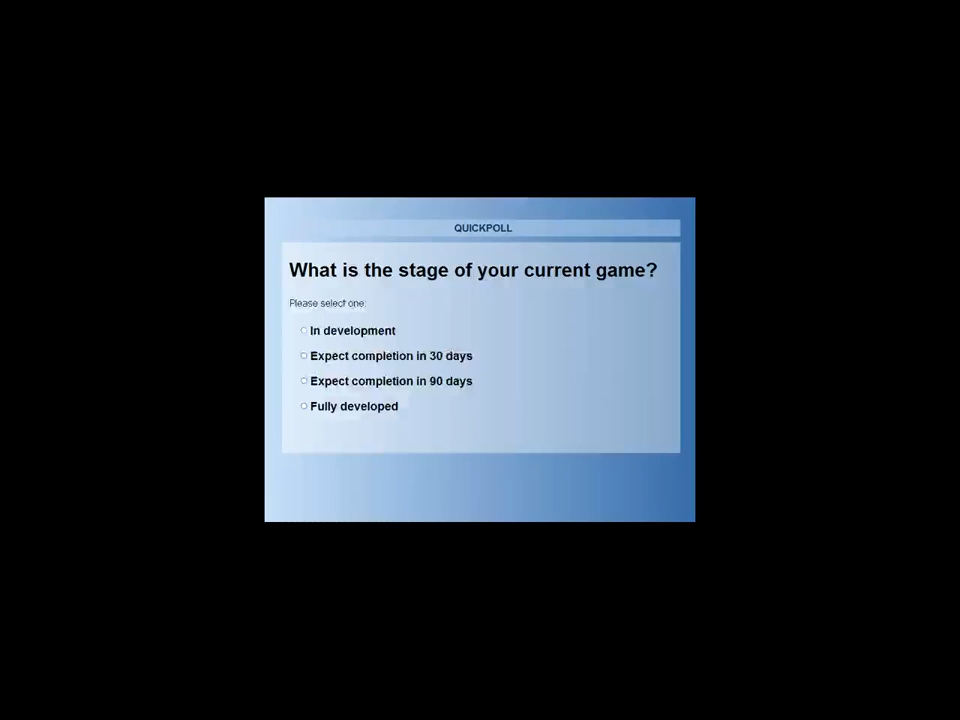 QUICKPOLL
What is the stage of your current game?
Please select one:
In development
Expect completion in 30 days
Expect completion in 90 days
Fully developed